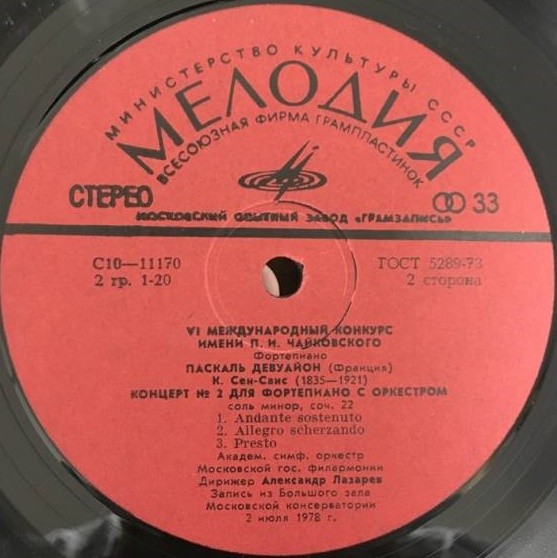 МИНИСТЕРСТВО КУЛЬТУРЫ СССР
МЕЛОДИЯ
ВСЕСОЮЗНАЯ ФИРМА ГРАМПЛАСТИНОК
СТЕРЕО
33
МОСКОВСКИЙ ОПЫТНЫЙ ЗАВОД «ГРАМЗАПИСЬ»
С10—11170 ГОСТ 5289-73
2 гр. 1-20 2 сторона
VI МЕЖДУНАРОДНЫЙ КОНКУРС
ИМЕНИ П. И. ЧАЙКОВСКОГО
Фортепиано
ПАСКАЛЬ ДЕВУАЙОН (Франция)
К. Сен-Санс (1835—1921)
КОНЦЕРТ № 2 ДЛЯ ФОРТЕПИАНО С ОРКЕСТРОМ
соль минор, соч. 22
1. Andante sostenuto
2. Allegro scherzando
3. Presto
Академ. симф. оркестр
Московской гос. филармонии
Дирижер Александр Лазарев
Запись из Большого зала
Московской консерватории
2 июля 1978 г.